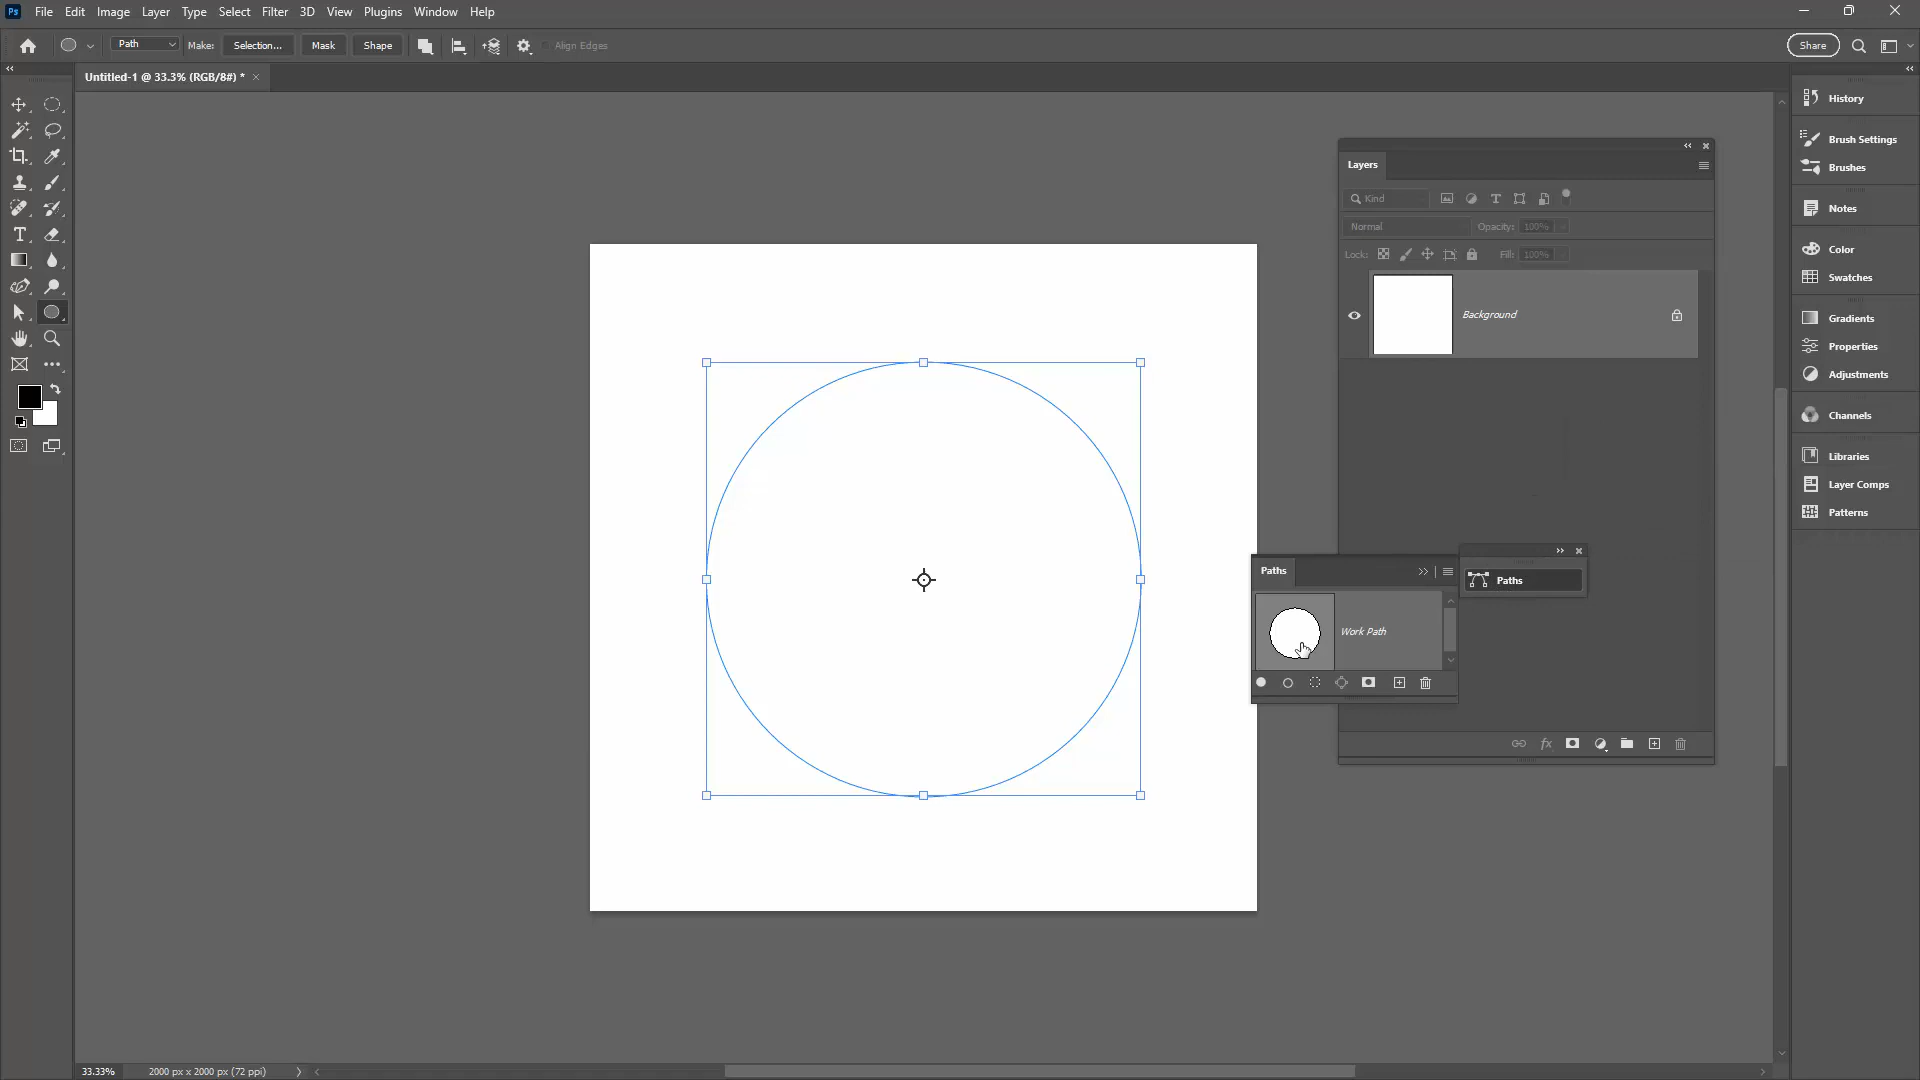 Ps File Edit Image Layer Type Select Filter 3D View Plugins Window Help
Path Make: Selection... Mask Shape Align Edges Share
Untitled-1 @ 33.3% (RGB/8#) *
History
Brush Settings
Brushes
Notes
Color
Swatches
Gradients
Properties
Adjustments
Channels
Libraries
Layer Comps
Patterns
Layers
Kind
Normal Opacity: 100%
Lock: Fill: 100%
Background
Paths
Work Path
Paths
33.33% 2000 px x 2000 px (72 ppi)